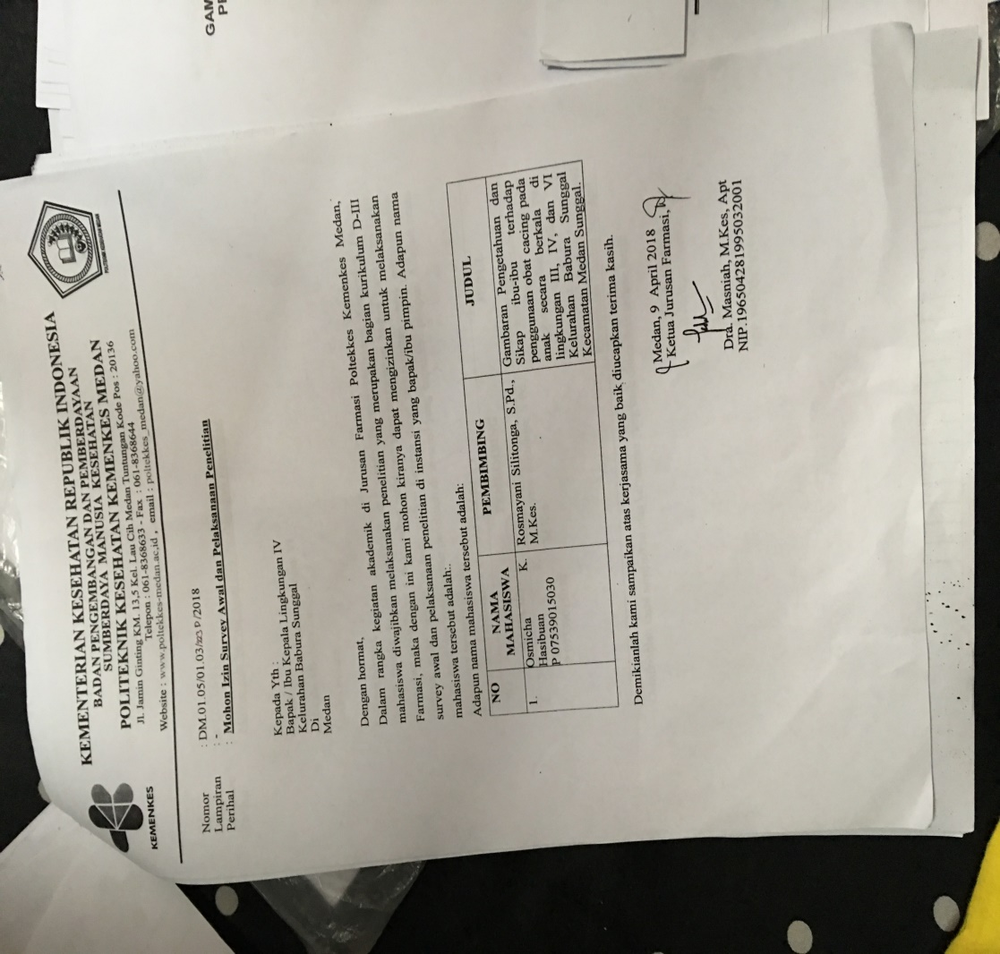 GAM
PE
KEMENTERIAN KESEHATAN REPUBLIK INDONESIA
BADAN PENGEMBANGAN DAN PEMBERDAYAAN
SUMBERDAYA MANUSIA KESEHATAN
POLITEKNIK KESEHATAN KEMENKES MEDAN
Jl. Jamin Ginting KM. 13,5 Kel. Lau Cih Medan Tuntungan Kode Pos : 20136
Telepon : 061-8368633 - Fax : 061-8368644
Website : www.poltekkes-medan.ac.id , email : poltekkes_medan@yahoo.com
KEMENKES
Nomor : DM.01.05/01.03/ P/2018
Lampiran : -
Perihal : Mohon Izin Survey Awal dan Pelaksanaan Penelitian
Kepada Yth :
Bapak / Ibu Kepala Lingkungan IV
Kelurahan Babura Sunggal
Di
Medan
Dengan hormat,
Dalam rangka kegiatan akademik di Jurusan Farmasi Poltekkes Kemenkes Medan,
mahasiswa diwajibkan melaksanakan penelitian yang merupakan bagian kurikulum D-III
Farmasi, maka dengan ini kami mohon kiranya dapat mengizinkan untuk melaksanakan
survey awal dan pelaksanaan penelitian di instansi yang bapak/ibu pimpin. Adapun nama
mahasiswa tersebut adalah:.
Adapun nama mahasiswa tersebut adalah:
NO NAMA MAHASISWA PEMBIMBING JUDUL
1. Osmicha K. Hasibuan
P 07539015030
Rosmayani Silitonga, S.Pd.,
M.Kes.
Gambaran Pengetahuan dan
Sikap ibu-ibu terhadap
penggunaan obat cacing pada
anak secara berkala di
lingkungan III, IV, dan VI
Kelurahan Babura Sunggal
Kecamatan Medan Sunggal.
Demikianlah kami sampaikan atas kerjasama yang baik diucapkan terima kasih.
Medan, 9 April 2018
Ketua Jurusan Farmasi,
Dra. Masniah, M.Kes, Apt
NIP.196504281995032001